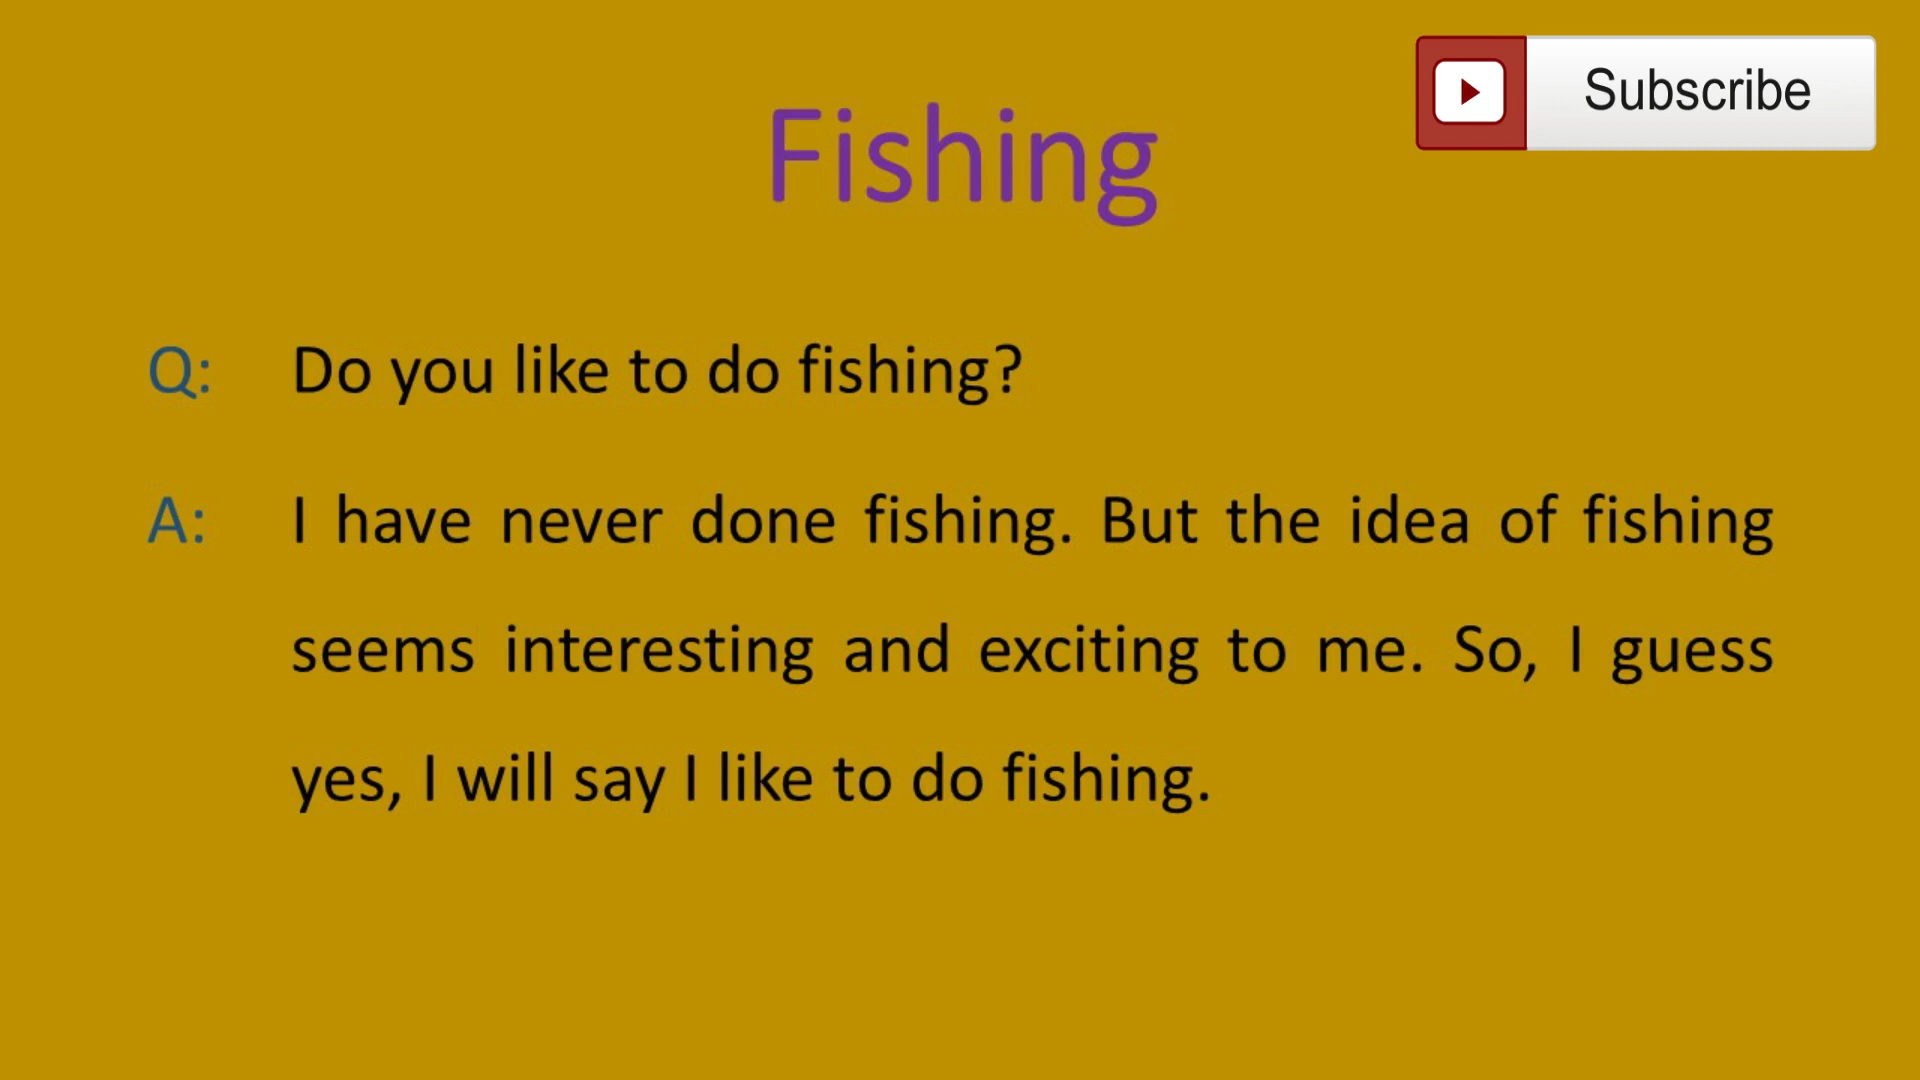 Subscribe
Fishing
Q: Do you like to do fishing?
A: I have never done fishing. But the idea of fishing
seems interesting and exciting to me. So, I guess
yes, I will say I like to do fishing.